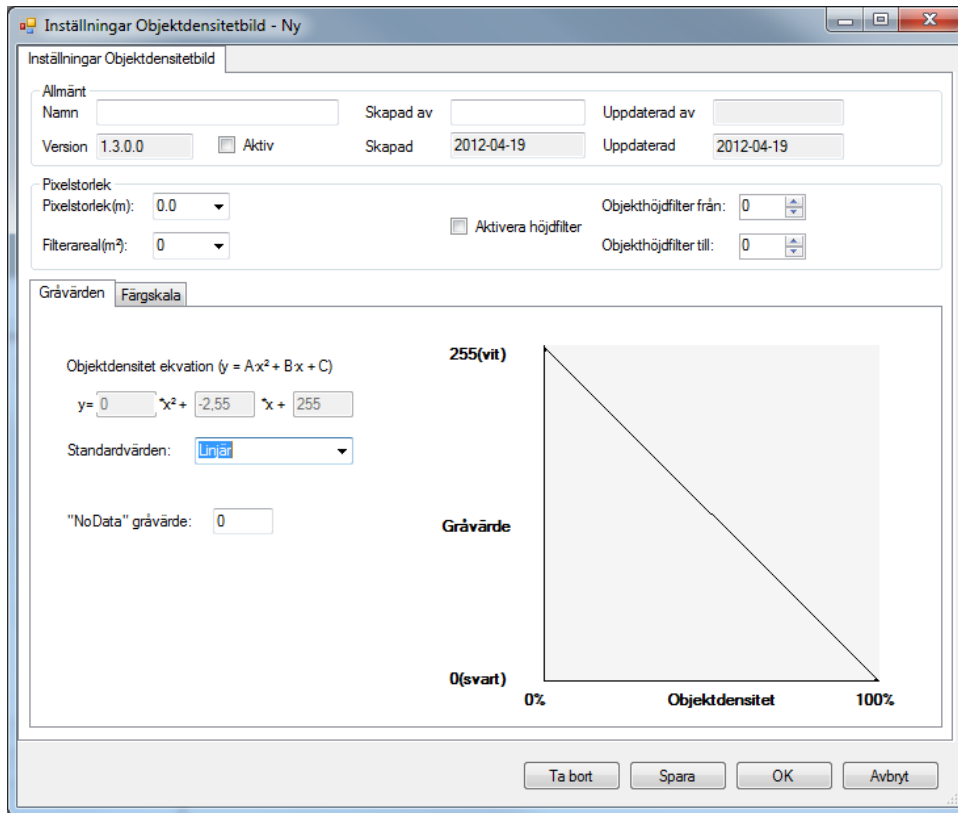 Inställningar Objektdensitetbild - Ny
Inställningar Objektdensitetbild
Allmänt
Namn Skapad av Uppdaterad av
Version 1.3.0.0 Aktiv Skapad 2012-04-19 Uppdaterad 2012-04-19
Pixelstorlek
Pixelstorlek(m): 0.0 Objekthöjdfilter från: 0
Aktivera höjdfilter
Filterareal(m²): 0 Objekthöjdfilter till: 0
Gråvärden Färgskala
255(vit)
Objektdensitet ekvation (y = A·x² + B·x + C)
y= 0 *x² + -2,55 *x + 255
Standardvärden: Linjär
"NoData" gråvärde: 0
Gråvärde
0(svart)
0% Objektdensitet 100%
Ta bort Spara OK Avbryt